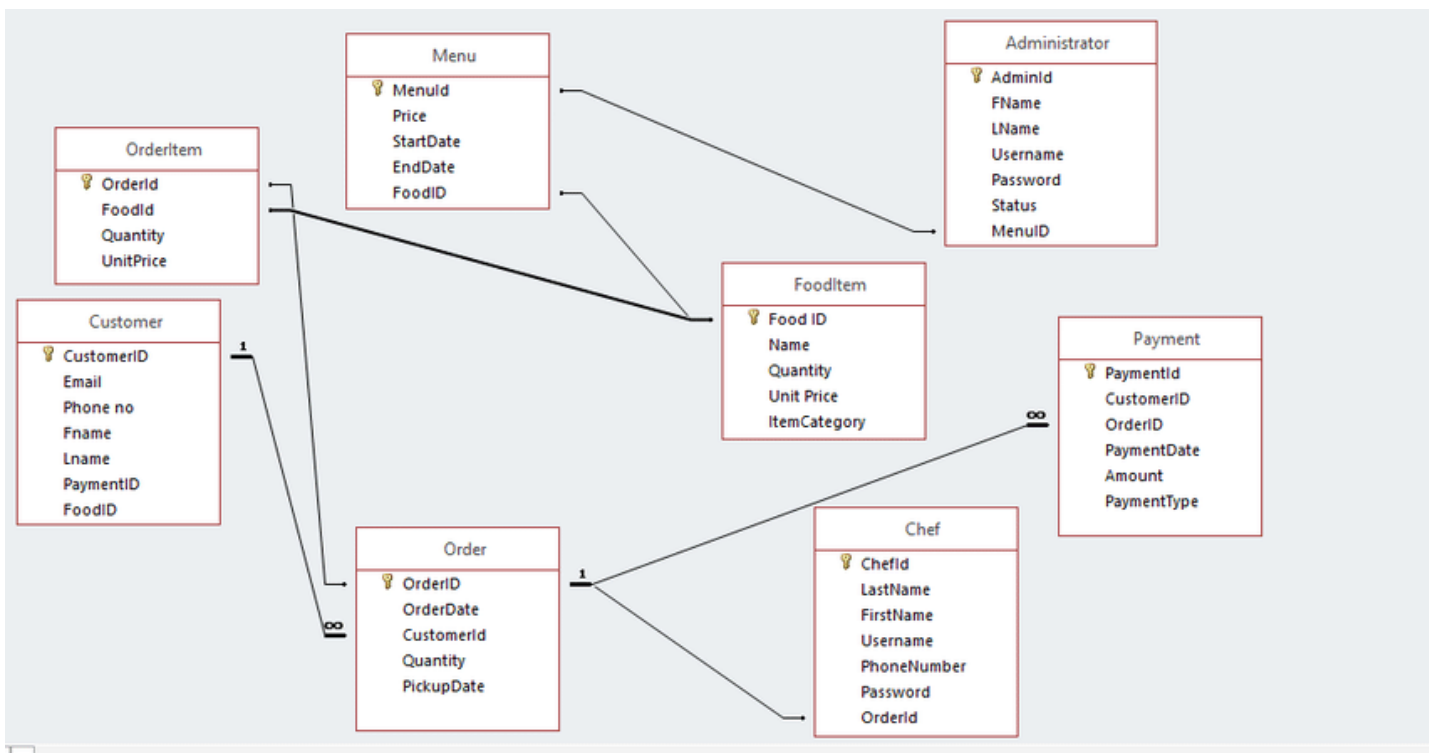 Menu
MenuId
Price
StartDate
EndDate
FoodID
Administrator
AdminId
FName
LName
Username
Password
Status
MenuID
OrderItem
OrderId
FoodId
Quantity
UnitPrice
Customer
CustomerID
Email
Phone no
Fname
Lname
PaymentID
FoodID
1
∞
FoodItem
Food ID
Name
Quantity
Unit Price
ItemCategory
Payment
PaymentId
CustomerID
OrderID
PaymentDate
Amount
PaymentType
∞
Order
OrderID
OrderDate
CustomerId
Quantity
PickupDate
1
Chef
ChefId
LastName
FirstName
Username
PhoneNumber
Password
OrderId